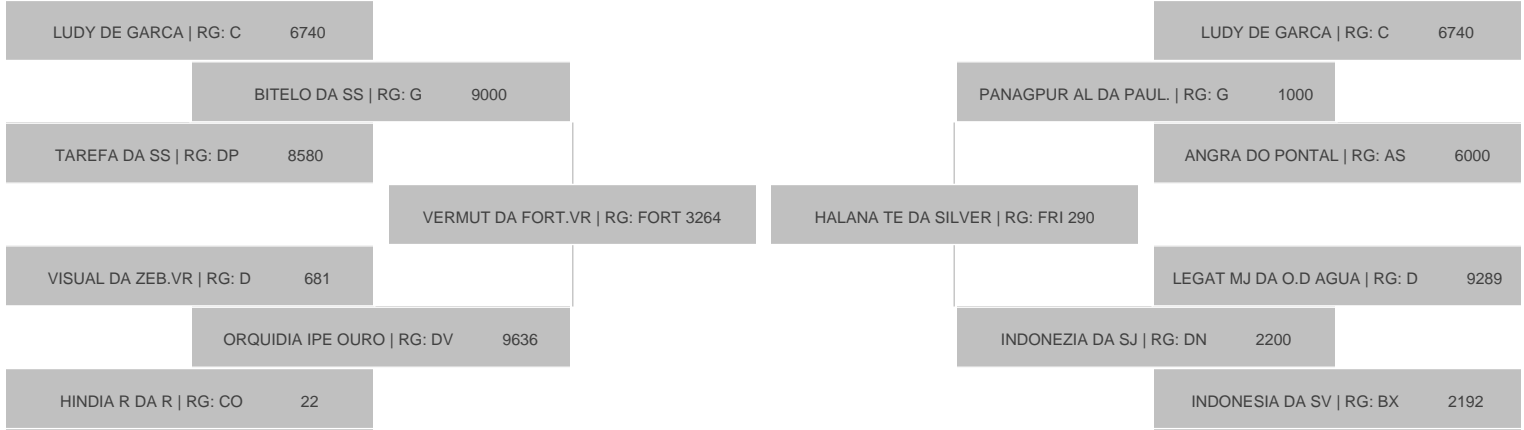 LUDY DE GARCA | RG: C 6740
LUDY DE GARCA | RG: C 6740
BITELO DA SS | RG: G 9000
PANAGPUR AL DA PAUL. | RG: G 1000
TAREFA DA SS | RG: DP 8580
ANGRA DO PONTAL | RG: AS 6000
VERMUT DA FORT.VR | RG: FORT 3264
HALANA TE DA SILVER | RG: FRI 290
VISUAL DA ZEB.VR | RG: D 681
LEGAT MJ DA O.D AGUA | RG: D 9289
ORQUIDIA IPE OURO | RG: DV 9636
INDONEZIA DA SJ | RG: DN 2200
HINDIA R DA R | RG: CO 22
INDONESIA DA SV | RG: BX 2192